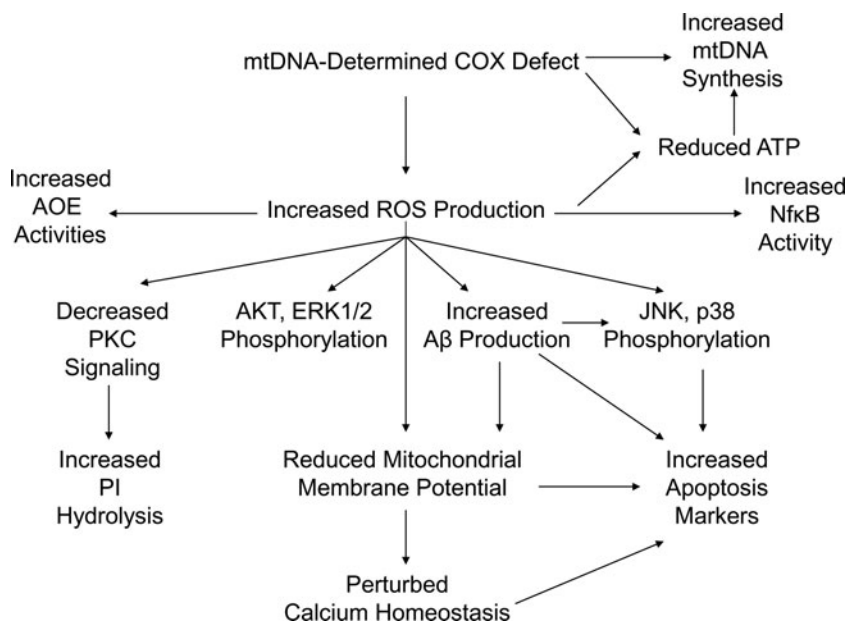 Increased
mtDNA
Synthesis
mtDNA-Determined COX Defect
Reduced ATP
Increased
AOE
Activities
Increased ROS Production
Increased
NfκB
Activity
Decreased
PKC
Signaling
AKT, ERK1/2
Phosphorylation
Increased
Aβ Production
JNK, p38
Phosphorylation
Increased
PI
Hydrolysis
Reduced Mitochondrial
Membrane Potential
Increased
Apoptosis
Markers
Perturbed
Calcium Homeostasis